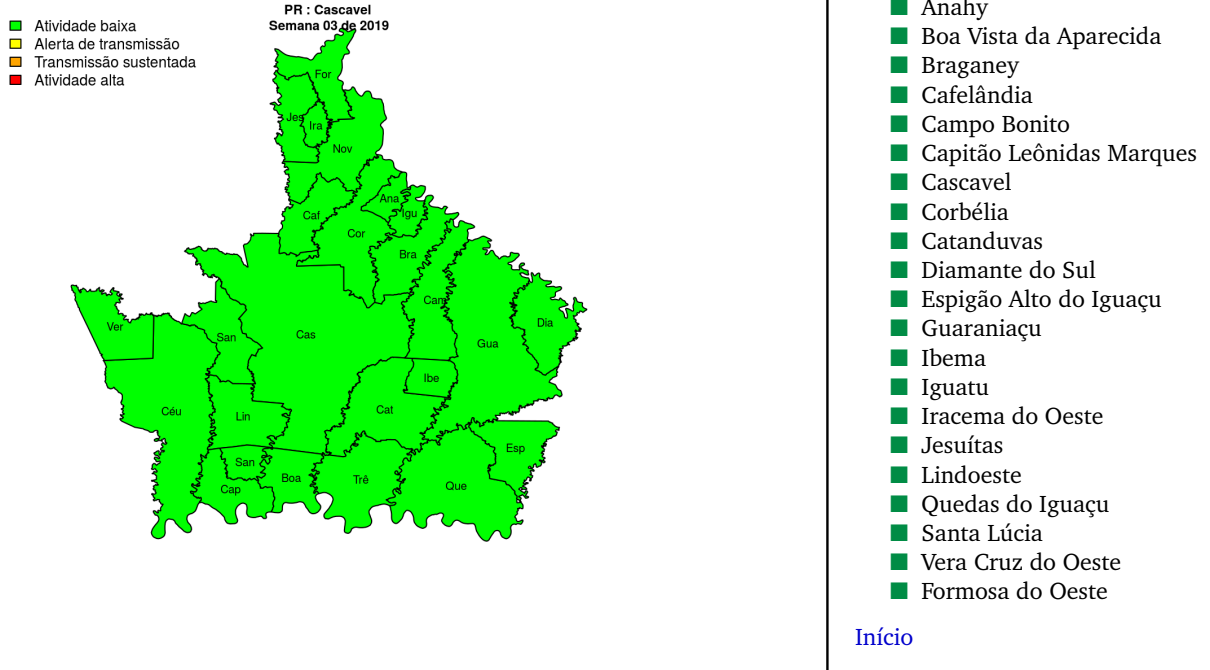 PR : Cascavel
Semana 03 de 2019
Atividade baixa
Alerta de transmissão
Transmissão sustentada
Atividade alta
For
Jes
Ira
Nov
Ana
Igu
Caf
Cor
Bra
Cam
Ver
San
Cas
Dia
Gua
Ibe
Céu
Lin
Cat
San
Esp
Cap
Boa
Trê
Que
Anahy
Boa Vista da Aparecida
Braganey
Cafelândia
Campo Bonito
Capitão Leônidas Marques
Cascavel
Corbélia
Catanduvas
Diamante do Sul
Espigão Alto do Iguaçu
Guaraniaçu
Ibema
Iguatu
Iracema do Oeste
Jesuítas
Lindoeste
Quedas do Iguaçu
Santa Lúcia
Vera Cruz do Oeste
Formosa do Oeste
Início